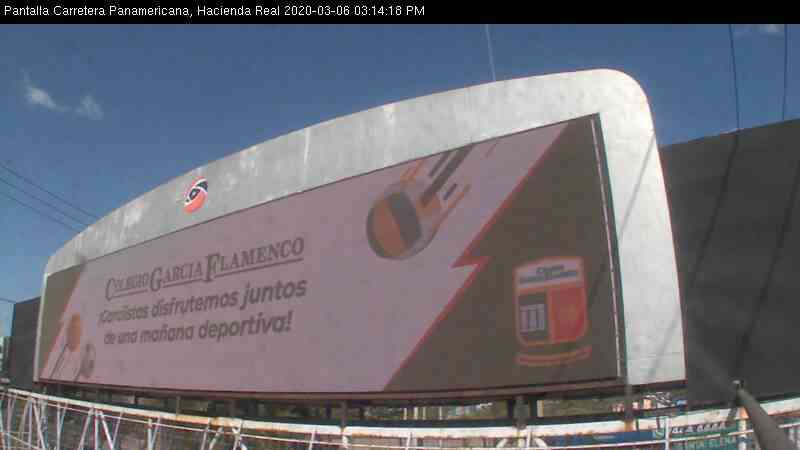 Pantalla Carretera Panamericana, Hacienda Real 2020-03-06 03:14:18 PM
COLEGIO GARCIA FLAMENCO
¡Garcistas disfrutemos juntos
de una mañana deportiva!